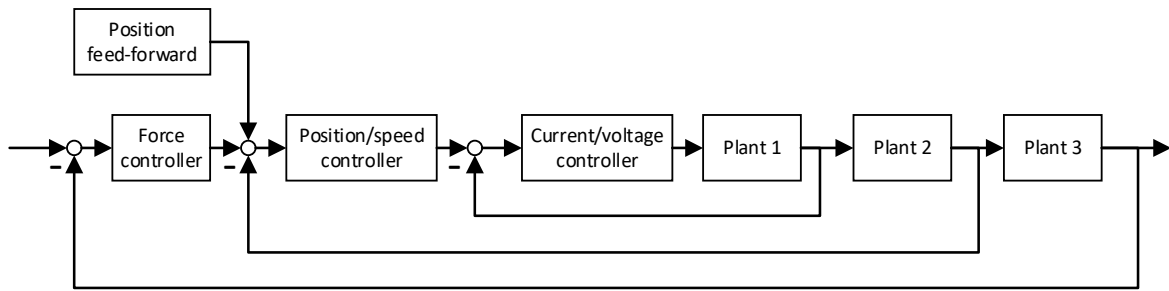 Position
feed-forward
Force
controller
Position/speed
controller
Current/voltage
controller
Plant 1
Plant 2
Plant 3